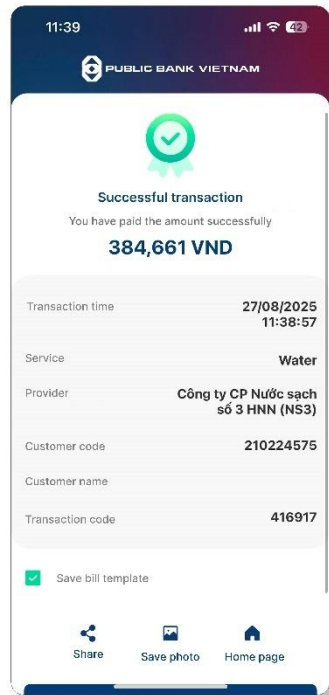 11:39
42
PUBLIC BANK VIETNAM
Successful transaction
You have paid the amount successfully
384,661 VND
Transaction time
27/08/2025
11:38:57
Service
Water
Provider
Công ty CP Nước sạch
số 3 HNN (NS3)
Customer code
210224575
Customer name
Transaction code
416917
Save bill template
Share
Save photo
Home page